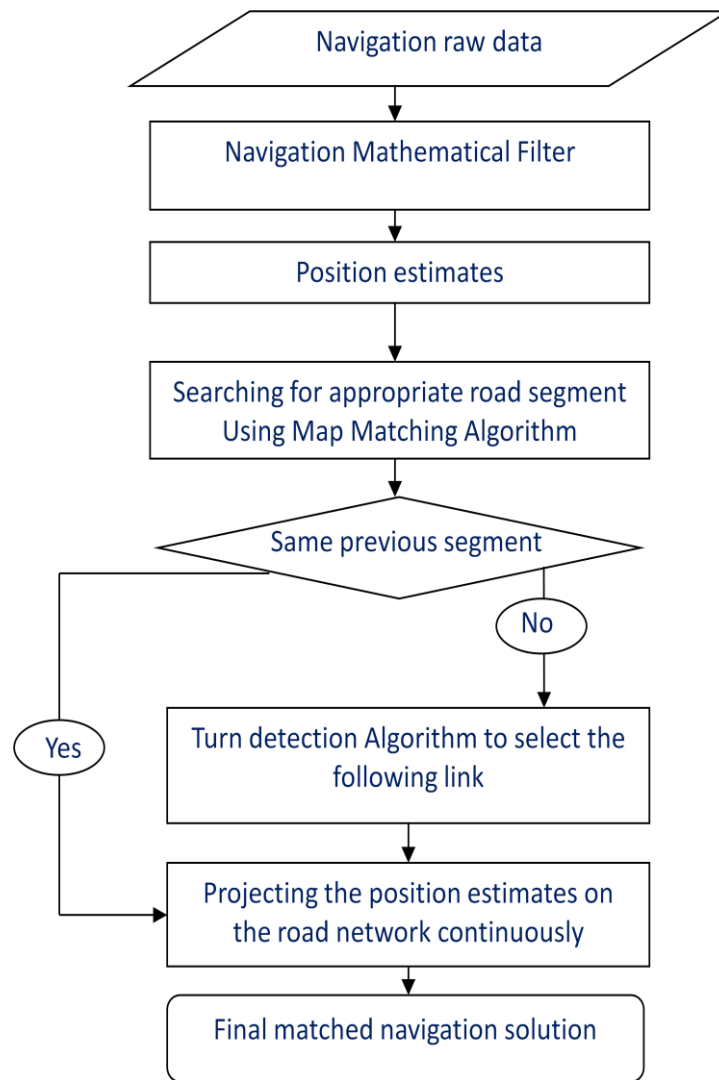 Navigation raw data
Navigation Mathematical Filter
Position estimates
Searching for appropriate road segment
Using Map Matching Algorithm
Same previous segment
No
Yes
Turn detection Algorithm to select the
following link
Projecting the position estimates on
the road network continuously
Final matched navigation solution